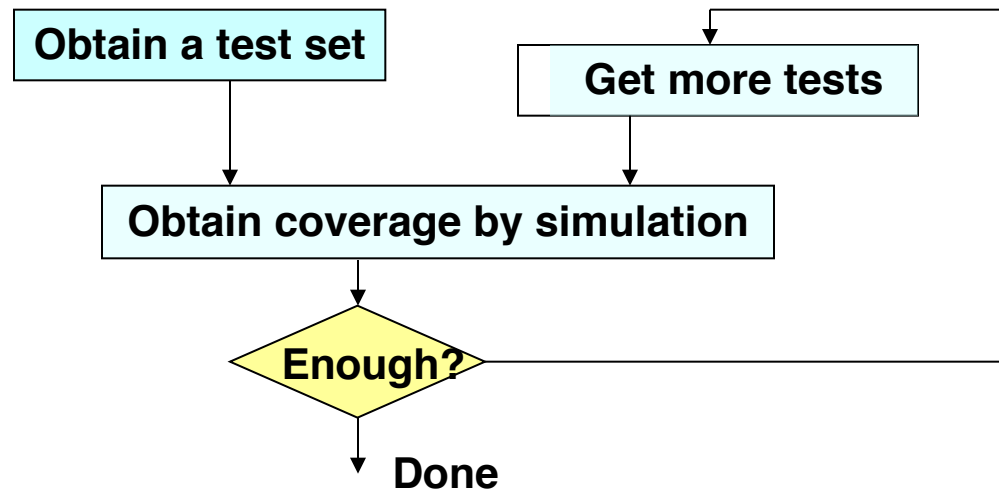 Obtain a test set
Get more tests
Obtain coverage by simulation
Enough?
Done